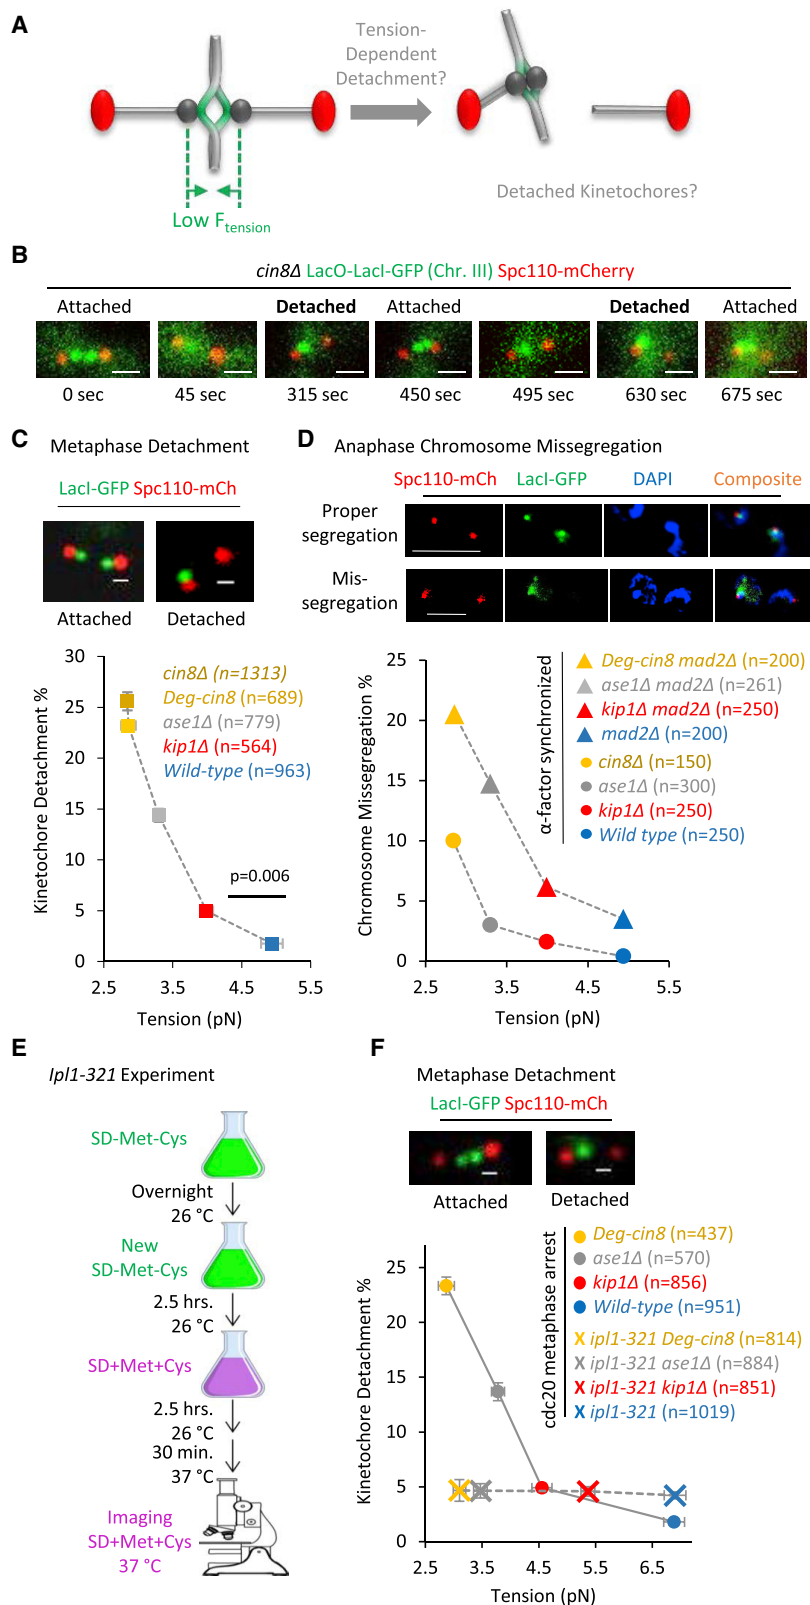 A
Tension-
Dependent
Detachment?
Detached Kinetochores?
Low Ftension
B
cin8Δ LacO-LacI-GFP (Chr. III) Spc110-mCherry
Attached
Detached
Attached
Detached
Attached
0 sec
45 sec
315 sec
450 sec
495 sec
630 sec
675 sec
C
Metaphase Detachment
LacI-GFP Spc110-mCh
Attached
Detached
Kinetochore Detachment %
30
25
20
15
10
5
0
cin8Δ (n=1313)
Deg-cin8 (n=689)
ase1Δ (n=779)
kip1Δ (n=564)
Wild-type (n=963)
p=0.006
2.5
3.5
4.5
5.5
Tension (pN)
D
Anaphase Chromosome Missegregation
Spc110-mCh
LacI-GFP
DAPI
Composite
Proper
segregation
Mis-
segregation
Chromosome Missegregation %
25
20
15
10
5
0
α-factor synchronized
Deg-cin8 mad2Δ (n=200)
ase1Δ mad2Δ (n=261)
kip1Δ mad2Δ (n=250)
mad2Δ (n=200)
cin8Δ (n=150)
ase1Δ (n=300)
kip1Δ (n=250)
Wild type (n=250)
2.5
3.5
4.5
5.5
Tension (pN)
E
Ipl1-321 Experiment
SD-Met-Cys
Overnight
26 °C
New
SD-Met-Cys
2.5 hrs.
26 °C
SD+Met+Cys
2.5 hrs.
26 °C
30 min.
37 °C
Imaging
SD+Met+Cys
37 °C
F
Metaphase Detachment
LacI-GFP Spc110-mCh
Attached
Detached
Kinetochore Detachment %
25
20
15
10
5
0
cdc20 metaphase arrest
Deg-cin8 (n=437)
ase1Δ (n=570)
kip1Δ (n=856)
Wild-type (n=951)
ipl1-321 Deg-cin8 (n=814)
ipl1-321 ase1Δ (n=884)
ipl1-321 kip1Δ (n=851)
ipl1-321 (n=1019)
2.5
3.5
4.5
5.5
6.5
Tension (pN)